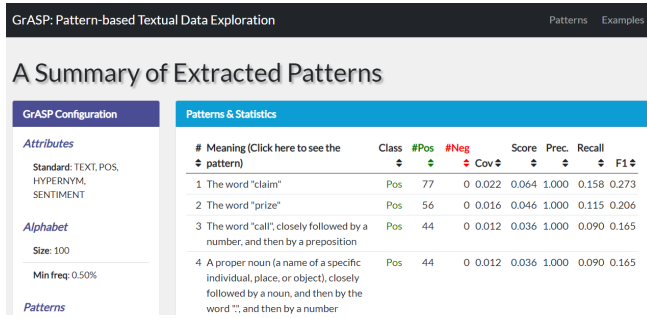 GrASP: Pattern-based Textual Data Exploration Patterns Examples
A Summary of Extracted Patterns
GrASP Configuration
Attributes
Standard: TEXT, POS,
HYPERNYM,
SENTIMENT
Alphabet
Size: 100
Min freq: 0.50%
Patterns
Patterns & Statistics
# Meaning (Click here to see the pattern) Class #Pos #Neg Cov Score Prec. Recall F1
1 The word "claim" Pos 77 0 0.022 0.064 1.000 0.158 0.273
2 The word "prize" Pos 56 0 0.016 0.046 1.000 0.115 0.206
3 The word "call", closely followed by a Pos 44 0 0.012 0.036 1.000 0.090 0.165
number, and then by a preposition
4 A proper noun (a name of a specific Pos 44 0 0.012 0.036 1.000 0.090 0.165
individual, place, or object), closely
followed by a noun, and then by the
word ".", and then by a number